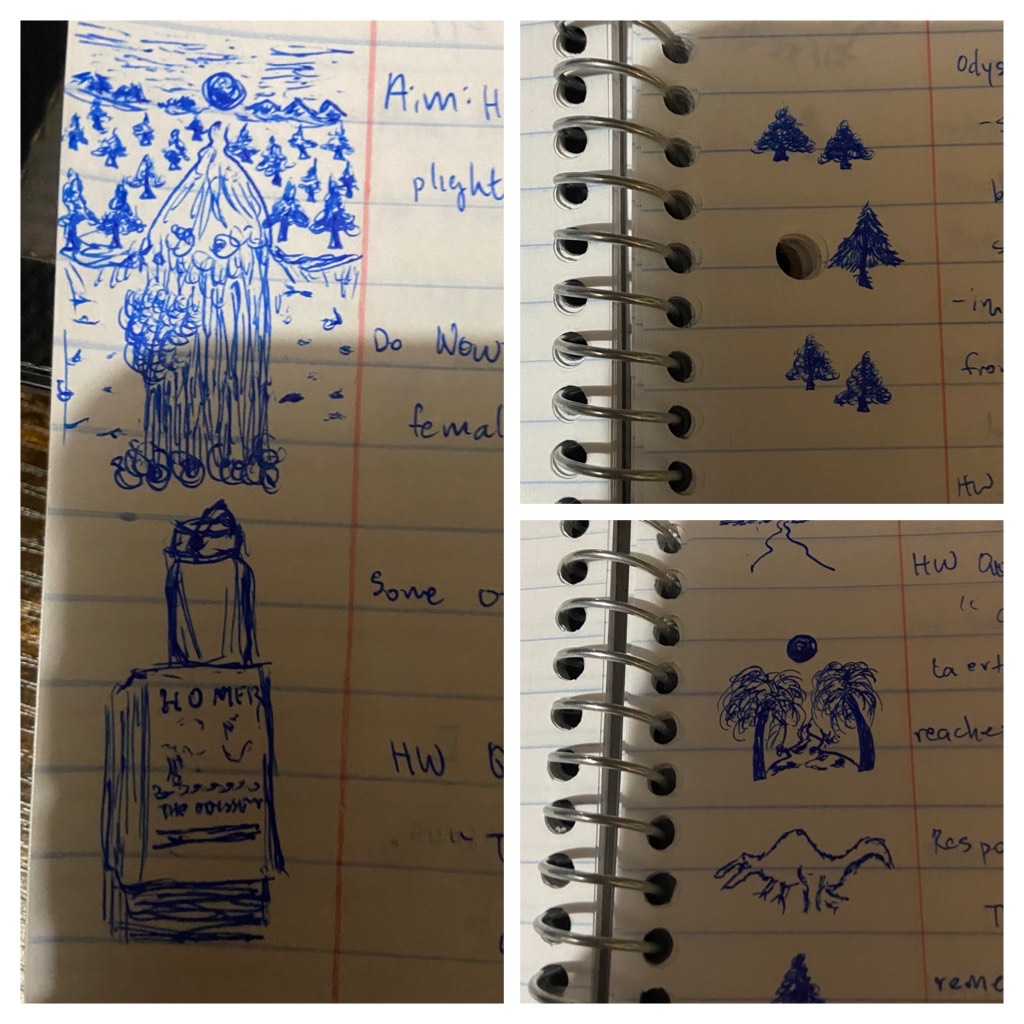 Aim: H
plight
Do Now
femal
Some o
HW Q
HOMER
THE ODYSSEY
Odys
-s
b
s
-in
fro
HW
HW Qu
"
ta ert
reache
Respo
T
reme